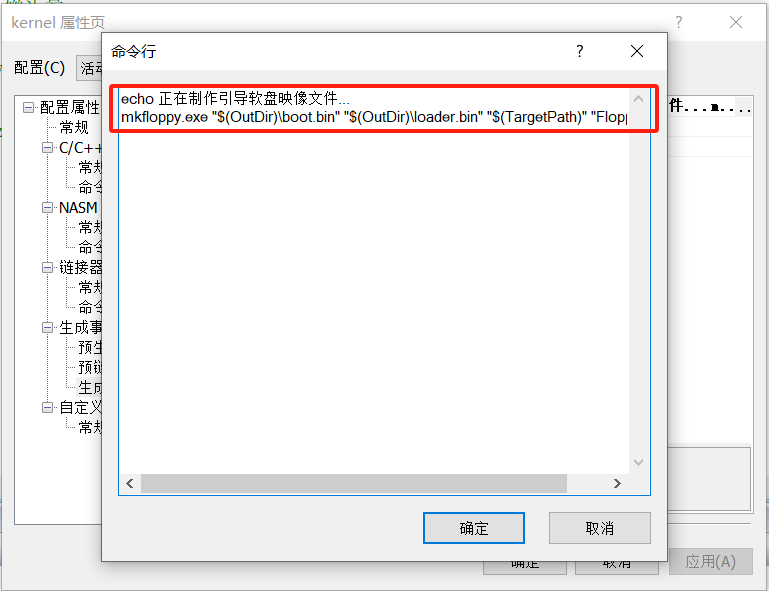 kernel 属性页
?
命令行
?
配置(C)
活动
echo 正在制作引导软盘映像文件...
mkfloppy.exe "$(OutDir)\boot.bin" "$(OutDir)\loader.bin" "$(TargetPath)" "Flopp
件...m...
配置属性
常规
C/C++
常规
命令
NASM
常规
命令
链接器
常规
命令
生成事
预生
预链
生成
自定义
常规
确定
取消
确定
取消
应用(A)